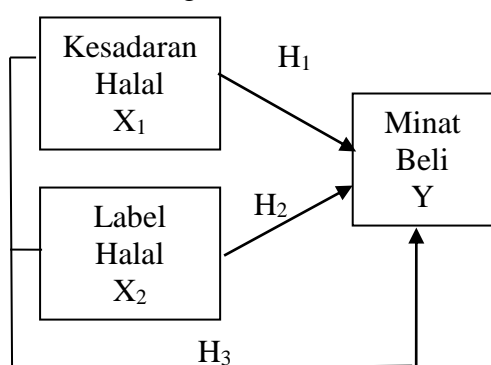 Kesadaran
Halal
X₁
H₁
Minat
Beli
Y
Label
Halal
X₂
H₂
H₃